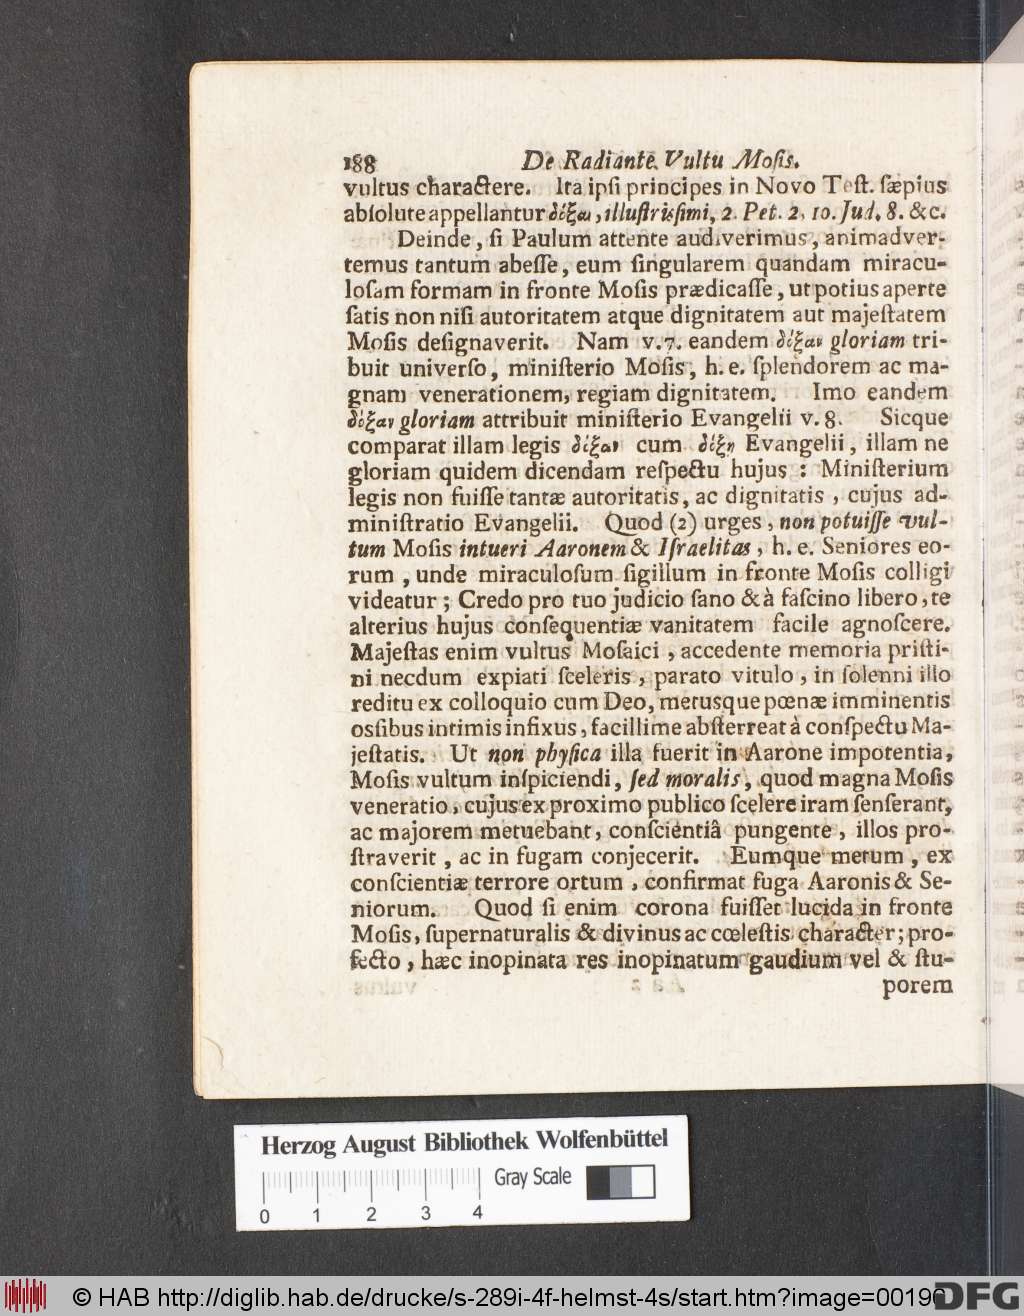 188 De Radiante Vultu Moſis.
vultus charactere. Ita ipſi principes in Novo Teſt. ſæpius
abſolute appellantur δόξαι, illuſtriſſimi, 2. Pet. 2, 10. Jud. 8. &c.
Deinde, ſi Paulum attente audiverimus, animadver-
temus tantum abeſſe, eum ſingularem quandam miracu-
loſam formam in fronte Moſis prædicaſſe, ut potius aperte
ſatis non niſi autoritatem atque dignitatem aut majeſtatem
Moſis deſignaverit. Nam v. 7. eandem δόξαν gloriam tri-
buit univerſo, miniſterio Moſis, h. e. ſplendorem ac ma-
gnam venerationem, regiam dignitatem. Imo eandem
δόξαν gloriam attribuit miniſterio Evangelii v. 8. Sicque
comparat illam legis δόξαν cum δόξῃ Evangelii, illam ne
gloriam quidem dicendam reſpectu hujus: Miniſterium
legis non fuiſſe tantæ autoritatis, ac dignitatis, cujus ad-
miniſtratio Evangelii. Quod (2) urges, non potuiſſe vul-
tum Moſis intueri Aaronem & Iſraelitas, h. e. Seniores eo-
rum, unde miraculoſum ſigillum in fronte Moſis colligi
videatur; Credo pro tuo judicio ſano & à faſcino libero, te
alterius hujus conſequentiæ vanitatem facile agnoſcere.
Majeſtas enim vultus Moſaici, accedente memoria priſti-
ni necdum expiati ſceleris, parato vitulo, in ſolenni illo
reditu ex colloquio cum Deo, metusque pœnæ imminentis
osſibus intimis infixus, facillime abſterreat à conſpectu Ma-
jeſtatis. Ut non phyſica illa fuerit in Aarone impotentia,
Moſis vultum inſpiciendi, ſed moralis, quod magna Moſis
veneratio, cujus ex proximo publico ſcelere iram ſenſerant,
ac majorem metuebant, conſcientiâ pungente, illos pro-
ſtraverit, ac in fugam conjecerit. Eumque metum, ex
conſcientiæ terrore ortum, confirmat fuga Aaronis & Se-
niorum. Quod ſi enim corona fuiſſet lucida in fronte
Moſis, ſupernaturalis & divinus ac cœleſtis character; pro-
fecto, hæc inopinata res inopinatum gaudium vel & ſtu-
porem
Herzog August Bibliothek Wolfenbüttel
Gray Scale
0 1 2 3 4
© HAB http://diglib.hab.de/drucke/s-289i-4f-helmst-4s/start.htm?image=00190
DFG